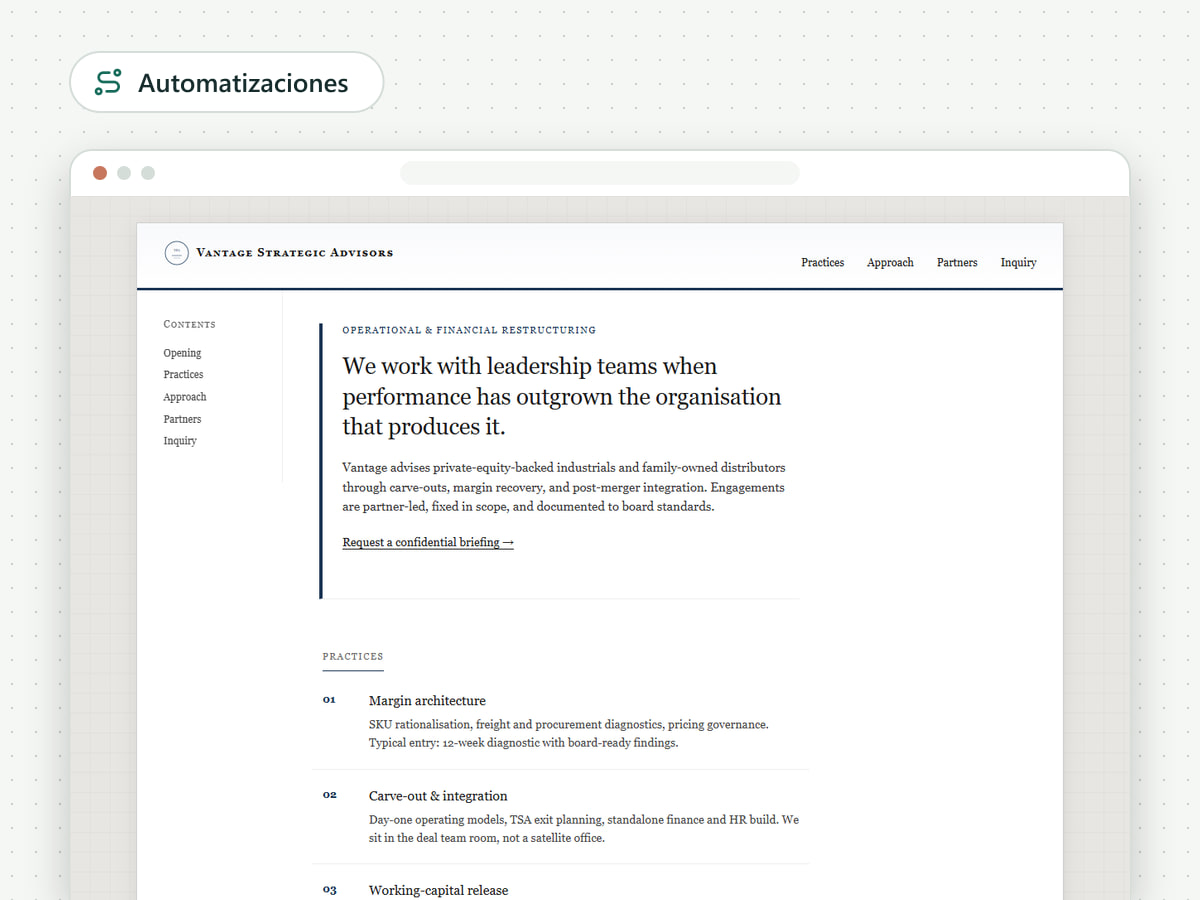 Automatizaciones
Vantage Strategic Advisors
Practices
Approach
Partners
Inquiry
Contents
Opening
Practices
Approach
Partners
Inquiry
OPERATIONAL & FINANCIAL RESTRUCTURING
We work with leadership teams when
performance has outgrown the organisation
that produces it.
Vantage advises private-equity-backed industrials and family-owned distributors
through carve-outs, margin recovery, and post-merger integration. Engagements
are partner-led, fixed in scope, and documented to board standards.
Request a confidential briefing →
PRACTICES
01
Margin architecture
SKU rationalisation, freight and procurement diagnostics, pricing governance.
Typical entry: 12-week diagnostic with board-ready findings.
02
Carve-out & integration
Day-one operating models, TSA exit planning, standalone finance and HR build. We
sit in the deal team room, not a satellite office.
03
Working-capital release